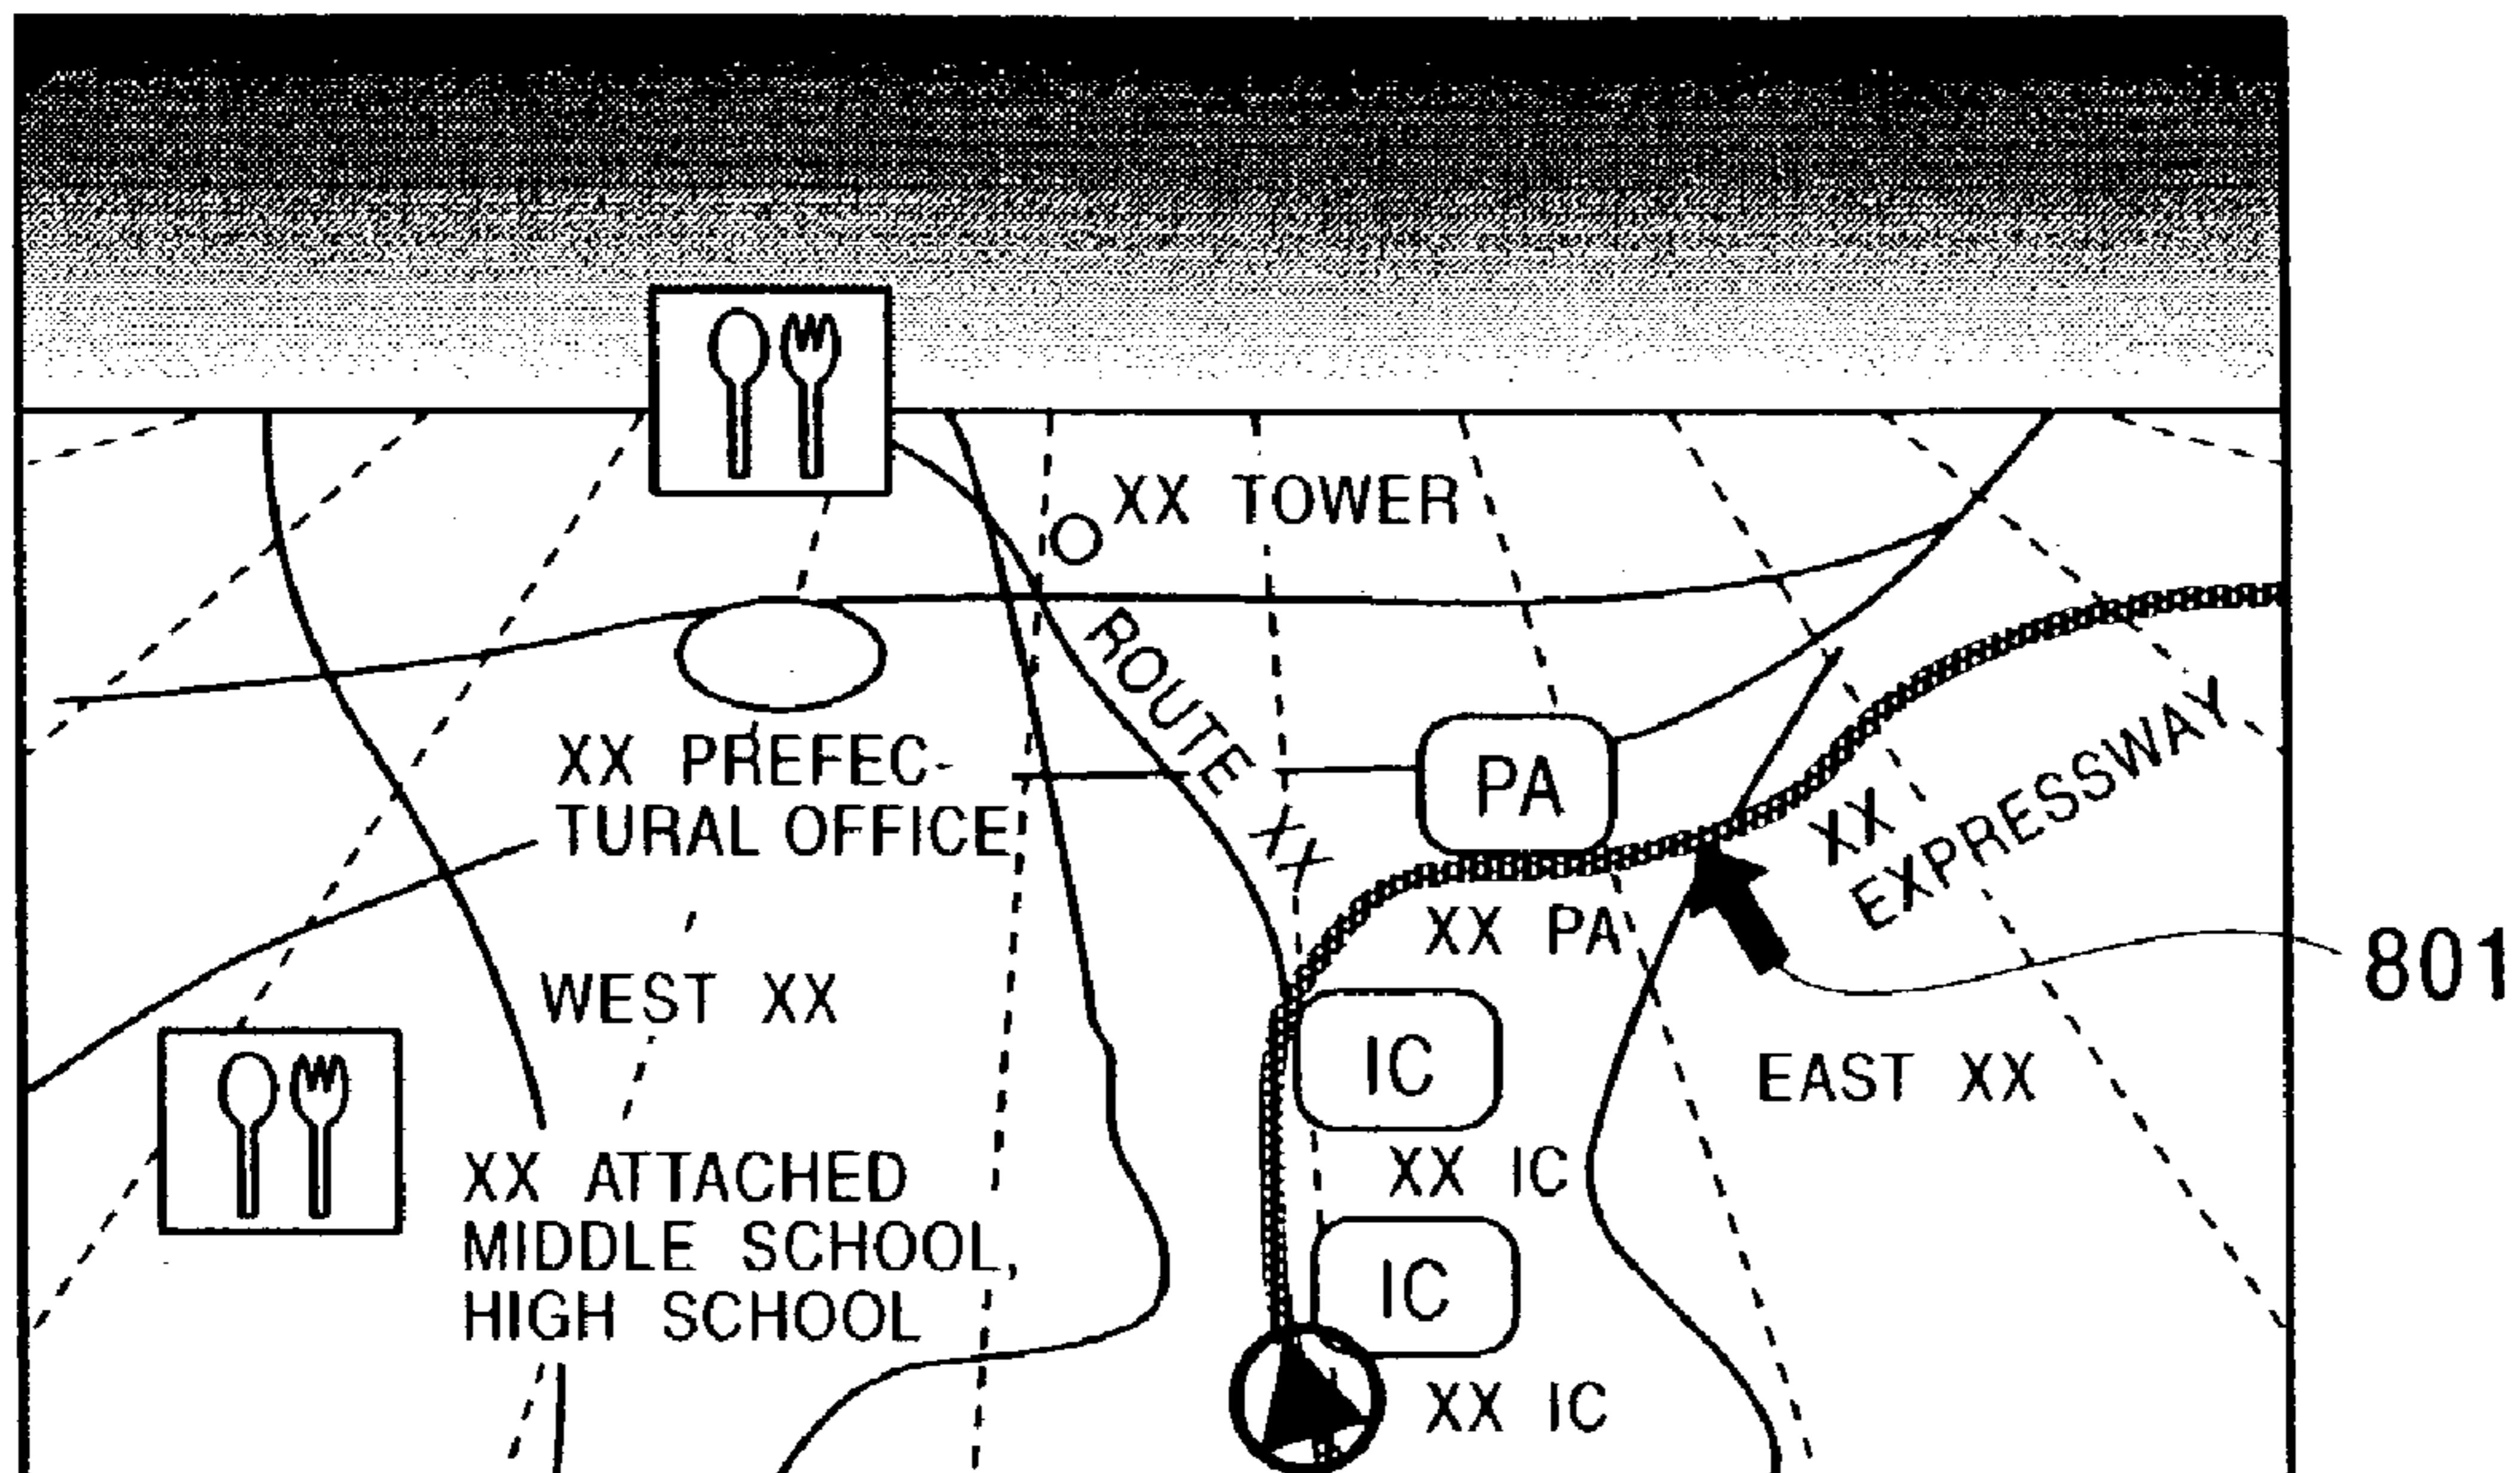 XX TOWER
ROUTE XX
XX PREFEC-
TURAL OFFICE
PA
XX
EXPRESSWAY
XX PA
801
WEST XX
IC
EAST XX
XX ATTACHED
MIDDLE SCHOOL,
HIGH SCHOOL
XX IC
IC
XX IC